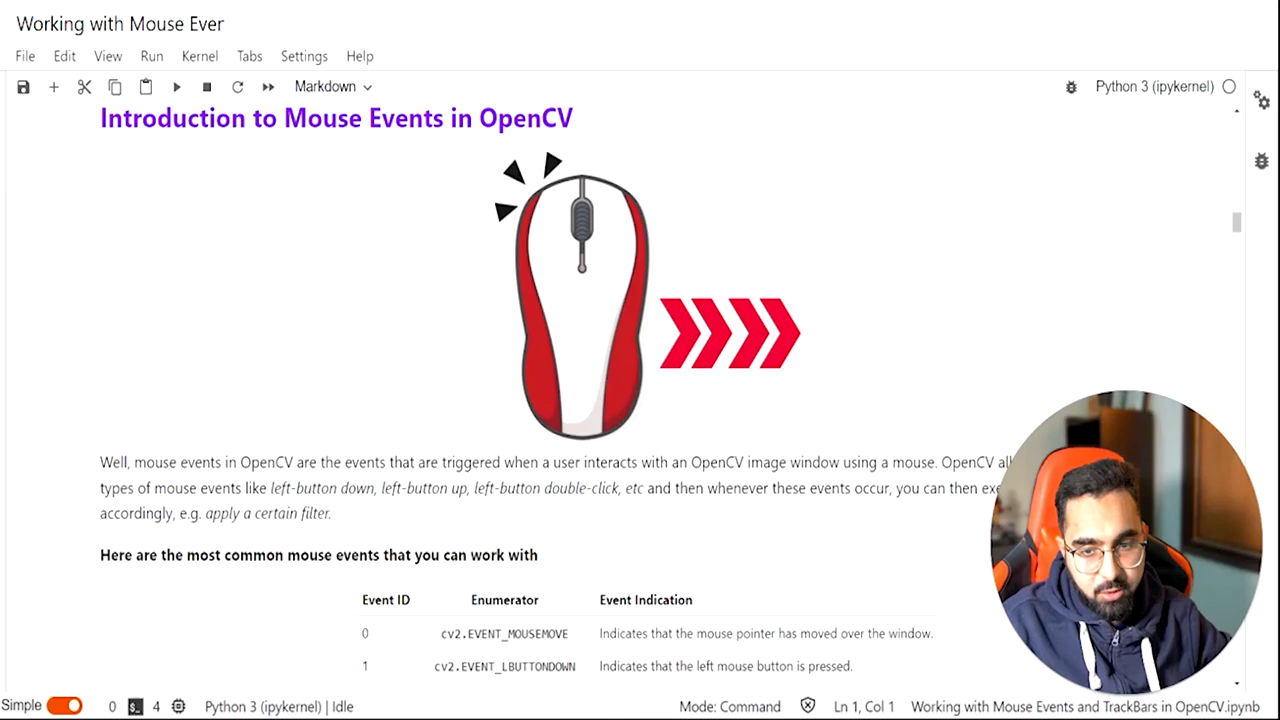 Working with Mouse Ever
File Edit View Run Kernel Tabs Settings Help
Markdown Python 3 (ipykernel)
Introduction to Mouse Events in OpenCV
Well, mouse events in OpenCV are the events that are triggered when a user interacts with an OpenCV image window using a mouse. OpenCV al
types of mouse events like left-button down, left-button up, left-button double-click, etc and then whenever these events occur, you can then exe
accordingly, e.g. apply a certain filter.
Here are the most common mouse events that you can work with
Event ID Enumerator Event Indication
0 cv2.EVENT_MOUSEMOVE Indicates that the mouse pointer has moved over the window.
1 cv2.EVENT_LBUTTONDOWN Indicates that the left mouse button is pressed.
Simple 0 $_ 4 Python 3 (ipykernel) | Idle Mode: Command Ln 1, Col 1 Working with Mouse Events and TrackBars in OpenCV.ipynb